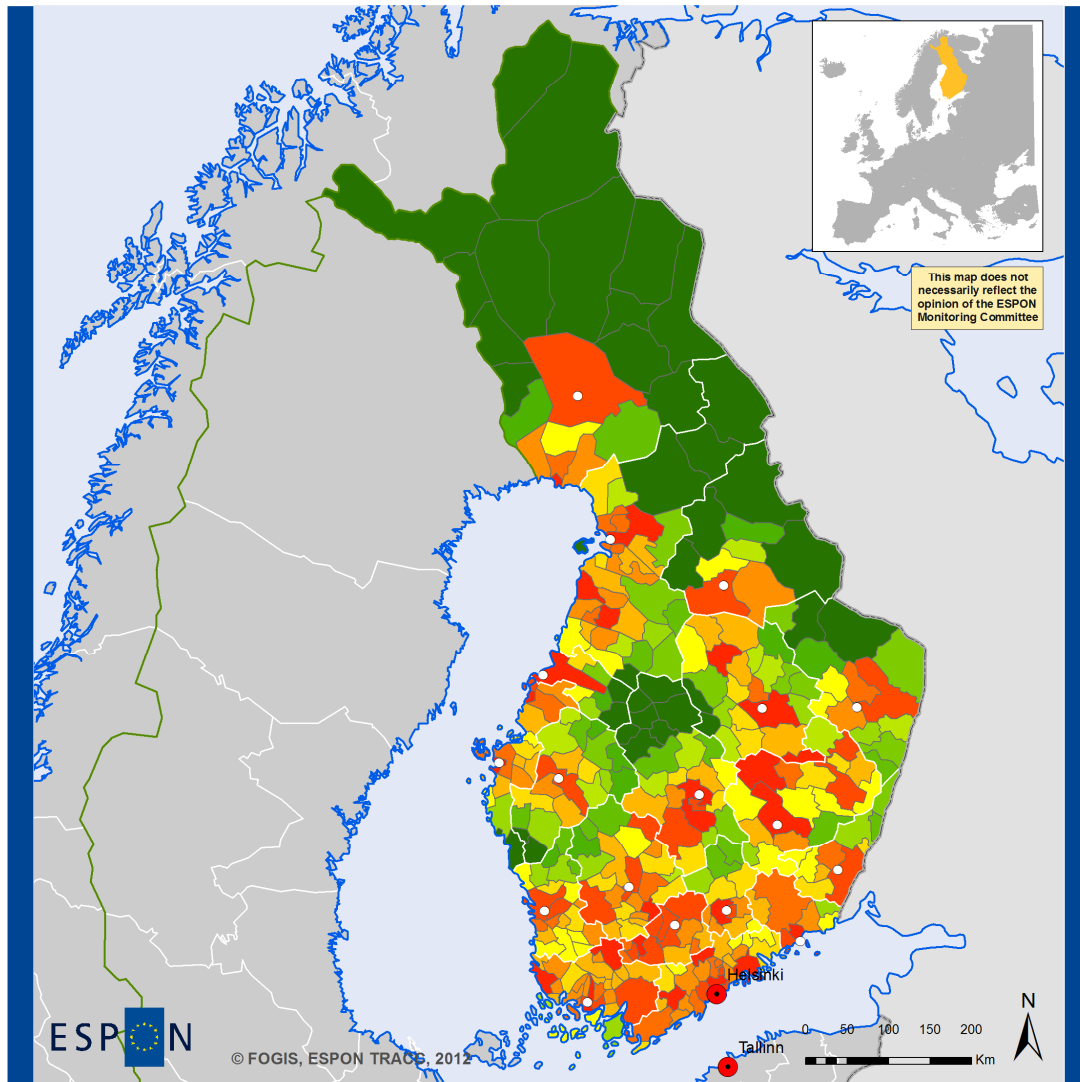 This map does not
necessarily reflect the
opinion of the ESPON
Monitoring Committee
Helsinki
N
0 50 100 150 200
Km
Tallinn
ESPON
© FOGIS, ESPON TRACC, 2012